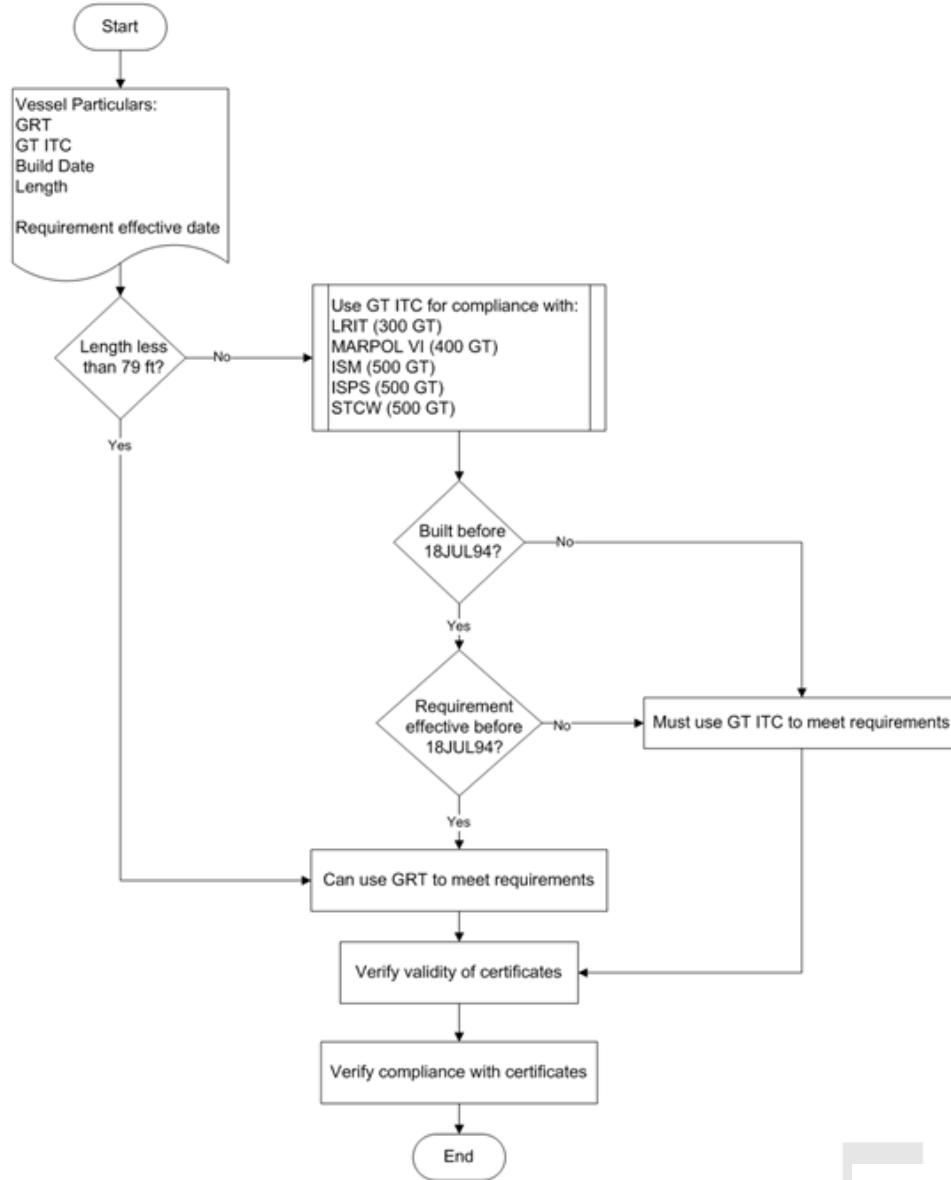 Start
Vessel Particulars:
GRT
GT ITC
Build Date
Length
Requirement effective date
Length less
than 79 ft?
No
Yes
Use GT ITC for compliance with:
LRIT (300 GT)
MARPOL VI (400 GT)
ISM (500 GT)
ISPS (500 GT)
STCW (500 GT)
Built before
18JUL94?
No
Yes
Requirement
effective before
18JUL94?
No
Must use GT ITC to meet requirements
Yes
Can use GRT to meet requirements
Verify validity of certificates
Verify compliance with certificates
End